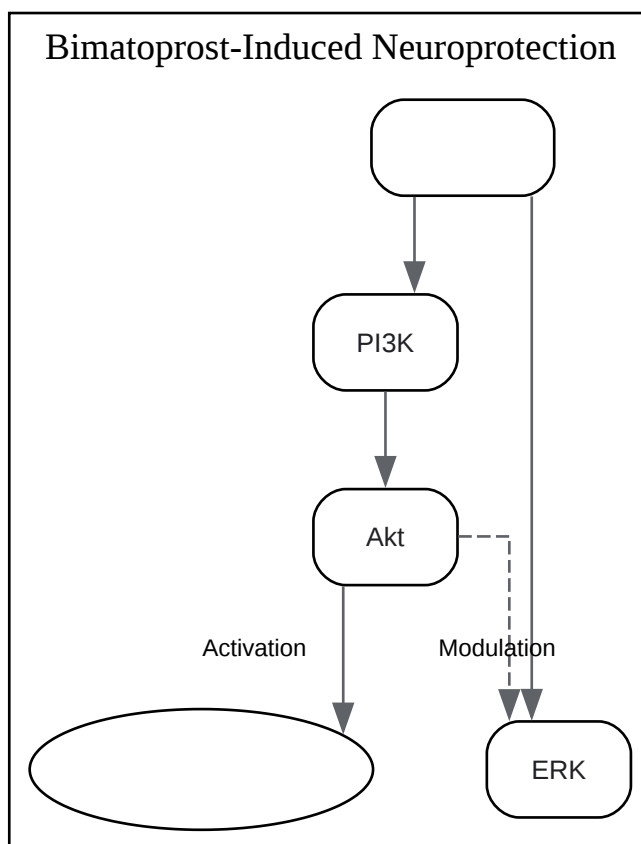 Bimatoprost-Induced Neuroprotection
PI3K
Akt
Activation
Modulation
ERK